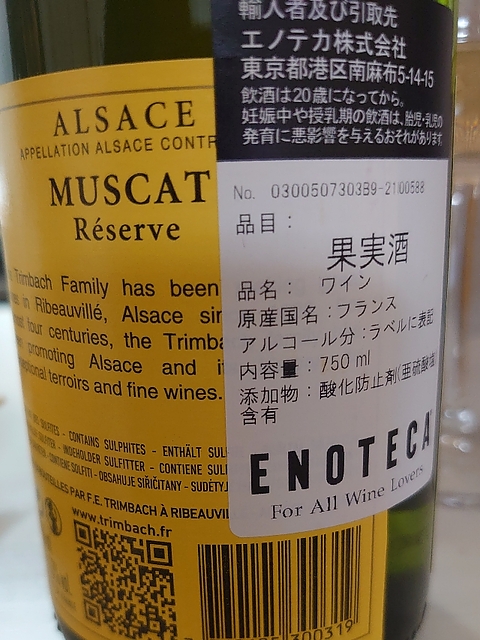 ALSACE
APPELLATION ALSACE CONTR
MUSCAT
Réserve
Trimbach Family has been
in Ribeauvillé, Alsace
four centuries, the
promoting Alsace and
terroirs and fine wines.
SULFITES - CONTAINS SULPHITES - ENTHÄLT
INDEHOLDER SULFITTER - CONTIENE
CONTIENE SOLFITI - OBSAHUJE SIŘIČITANY -
PAR F.E. TRIMBACH À
www.trimbach.fr
輸入者及び引取先
エノテカ株式会社
東京都港区南麻布5-14-15
飲酒は20歳になってから。
妊娠中や授乳期の飲酒は、胎児・乳児の
発育に悪影響を与えるおそれがあります
No. 0300507303B9-2100588
品目：
果実酒
品名： ワイン
原産国名：フランス
アルコール分：ラベルに表記
内容量：750 ml
添加物：酸化防止剤(亜硫酸塩
含有
ENOTECA
For All Wine Lovers
300319